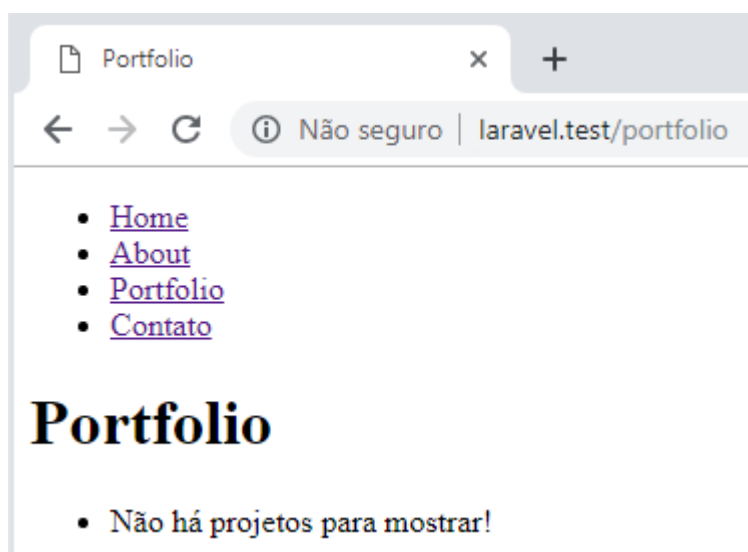 Portfolio
Não seguro | laravel.test/portfolio
Home
About
Portfolio
Contato
Portfolio
Não há projetos para mostrar!